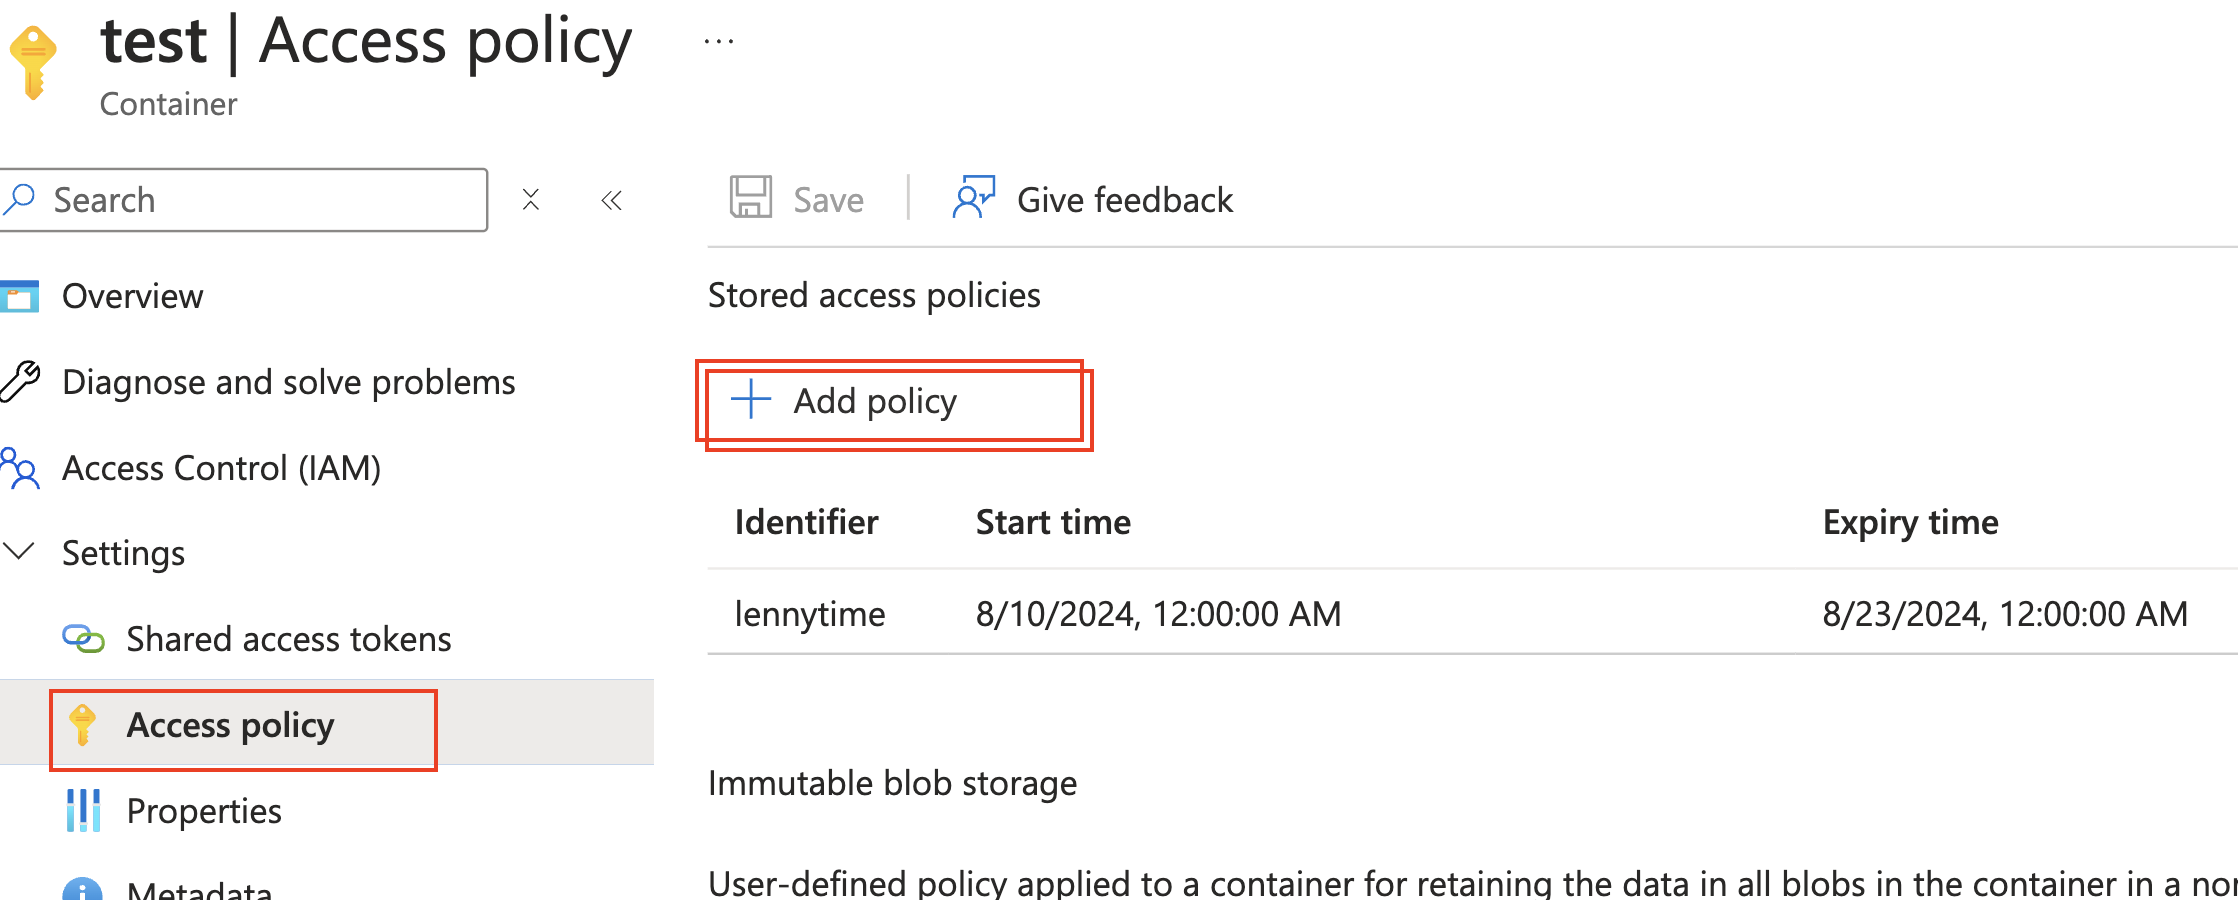 test | Access policy ...
Container
Search
Save
Give feedback
Overview
Diagnose and solve problems
Access Control (IAM)
Settings
Shared access tokens
Access policy
Properties
Metadata
Stored access policies
Add policy
Identifier Start time Expiry time
lennytime 8/10/2024, 12:00:00 AM 8/23/2024, 12:00:00 AM
Immutable blob storage
User-defined policy applied to a container for retaining the data in all blobs in the container in a